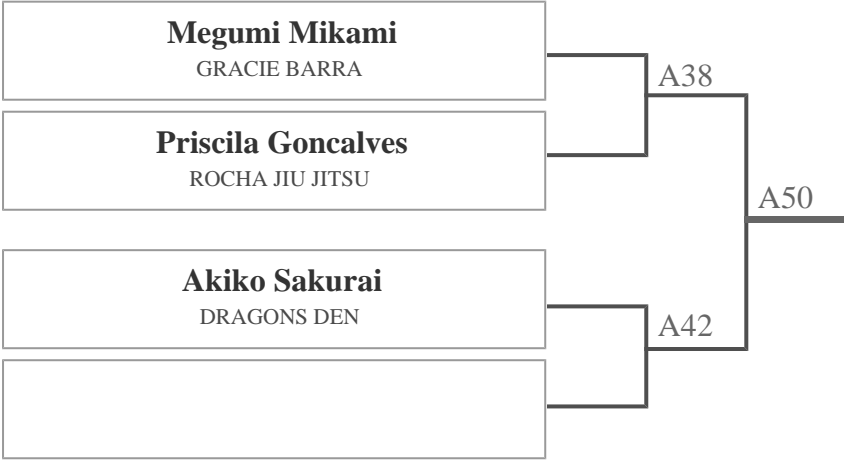 Megumi Mikami
GRACIE BARRA
A38
Priscila Goncalves
ROCHA JIU JITSU
A50
Akiko Sakurai
DRAGONS DEN
A42